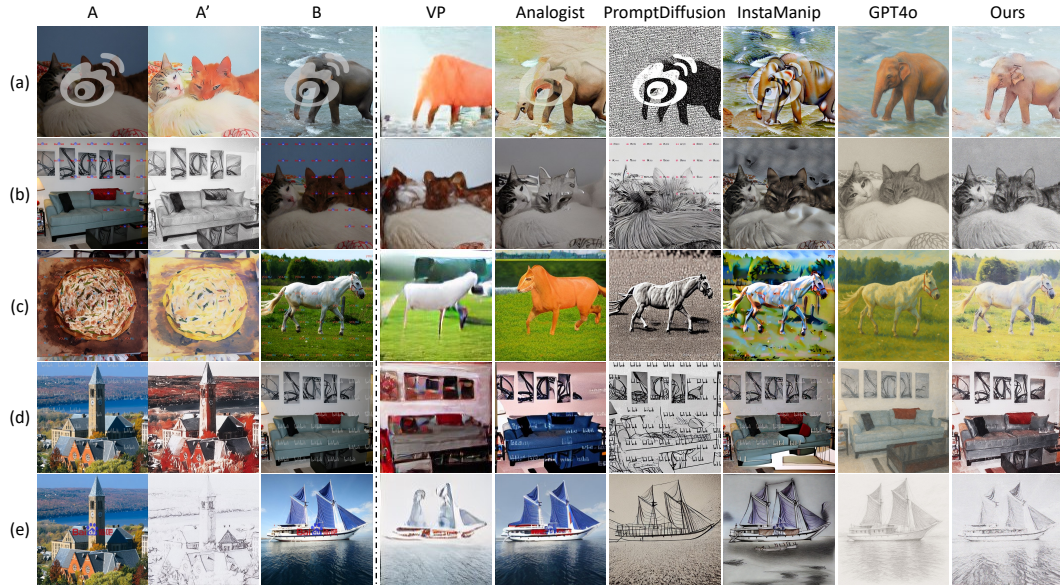 A A’ B VP Analogist PromptDiffusion InstaManip GPT4o Ours
(a)
(b)
(c)
(d)
(e)